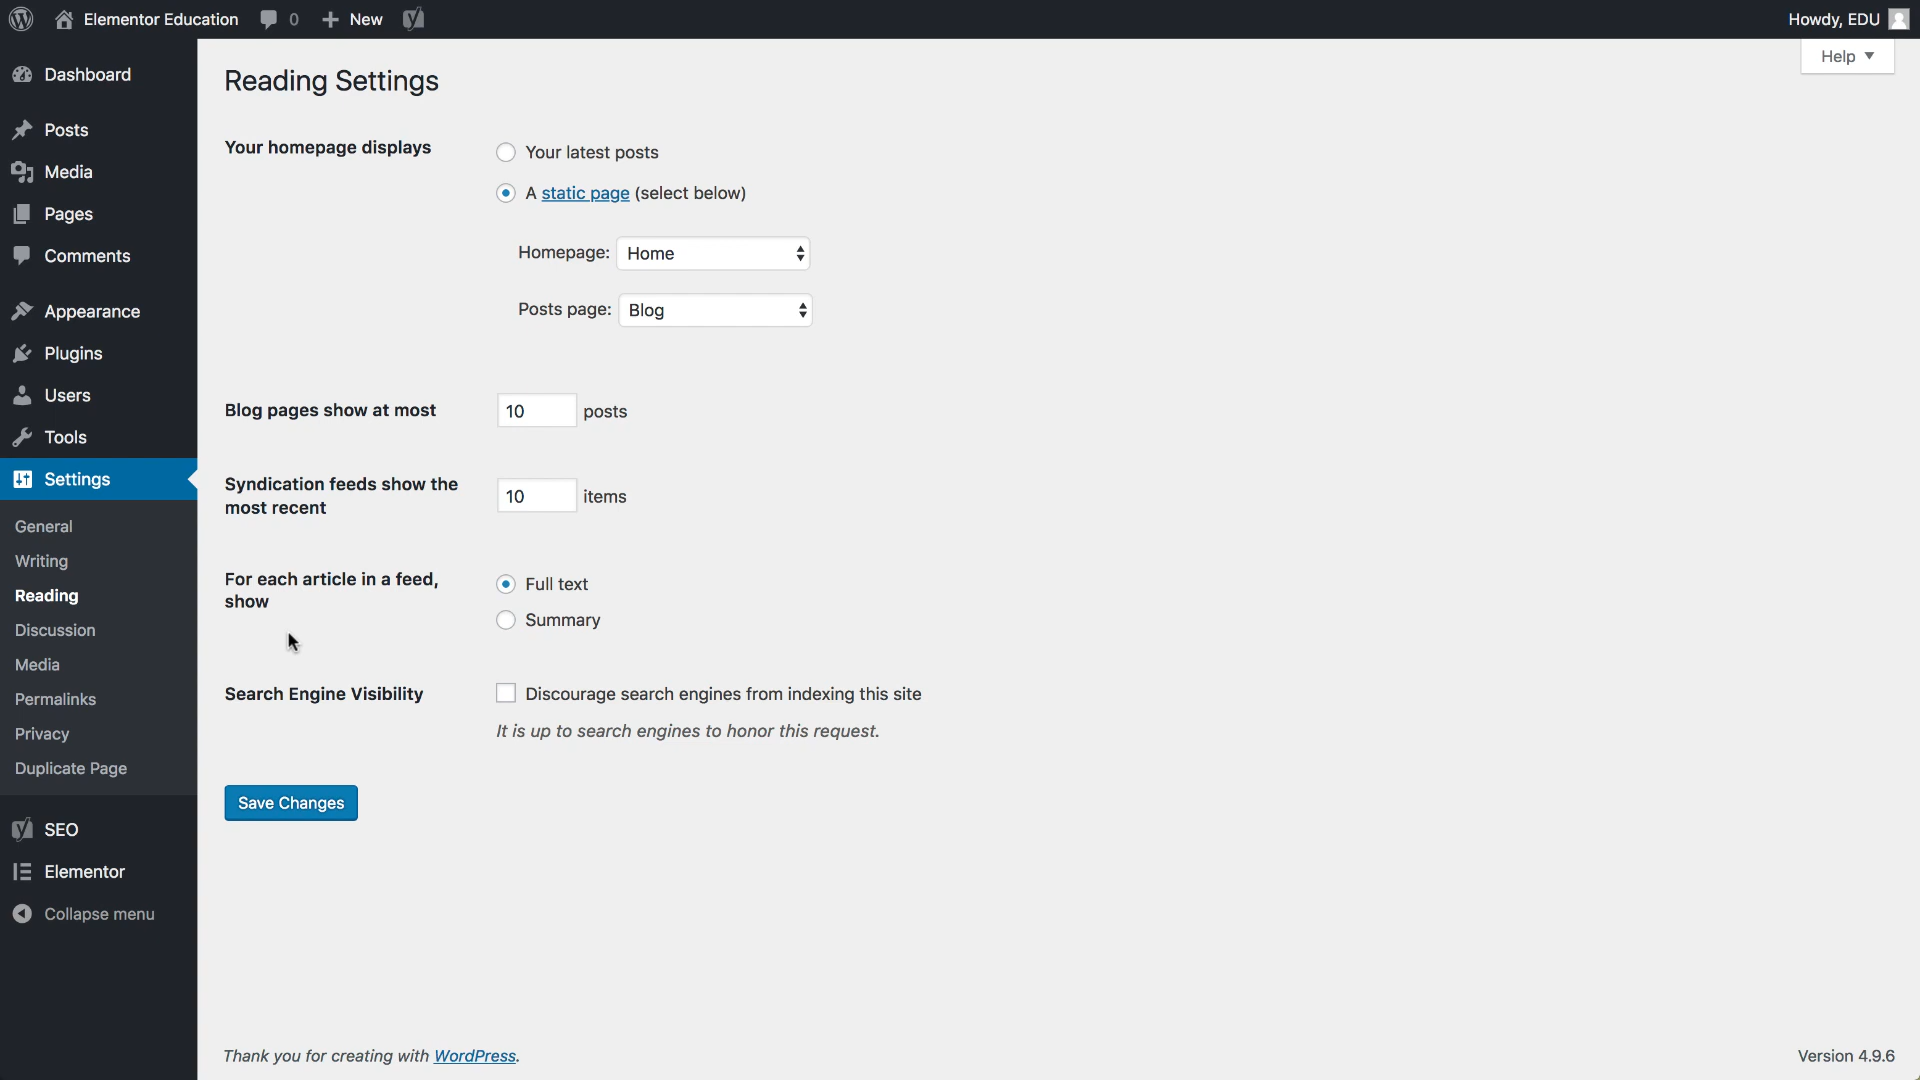 Elementor Education 0 New Howdy, EDU
Help
Dashboard
Posts
Media
Pages
Comments
Appearance
Plugins
Users
Tools
Settings
General
Writing
Reading
Discussion
Media
Permalinks
Privacy
Duplicate Page
SEO
Elementor
Collapse menu
Reading Settings
Your homepage displays
Your latest posts
A static page (select below)
Homepage: Home
Posts page: Blog
Blog pages show at most 10 posts
Syndication feeds show the
most recent
10 items
For each article in a feed,
show
Full text
Summary
Search Engine Visibility
Discourage search engines from indexing this site
It is up to search engines to honor this request.
Save Changes
Thank you for creating with WordPress.
Version 4.9.6